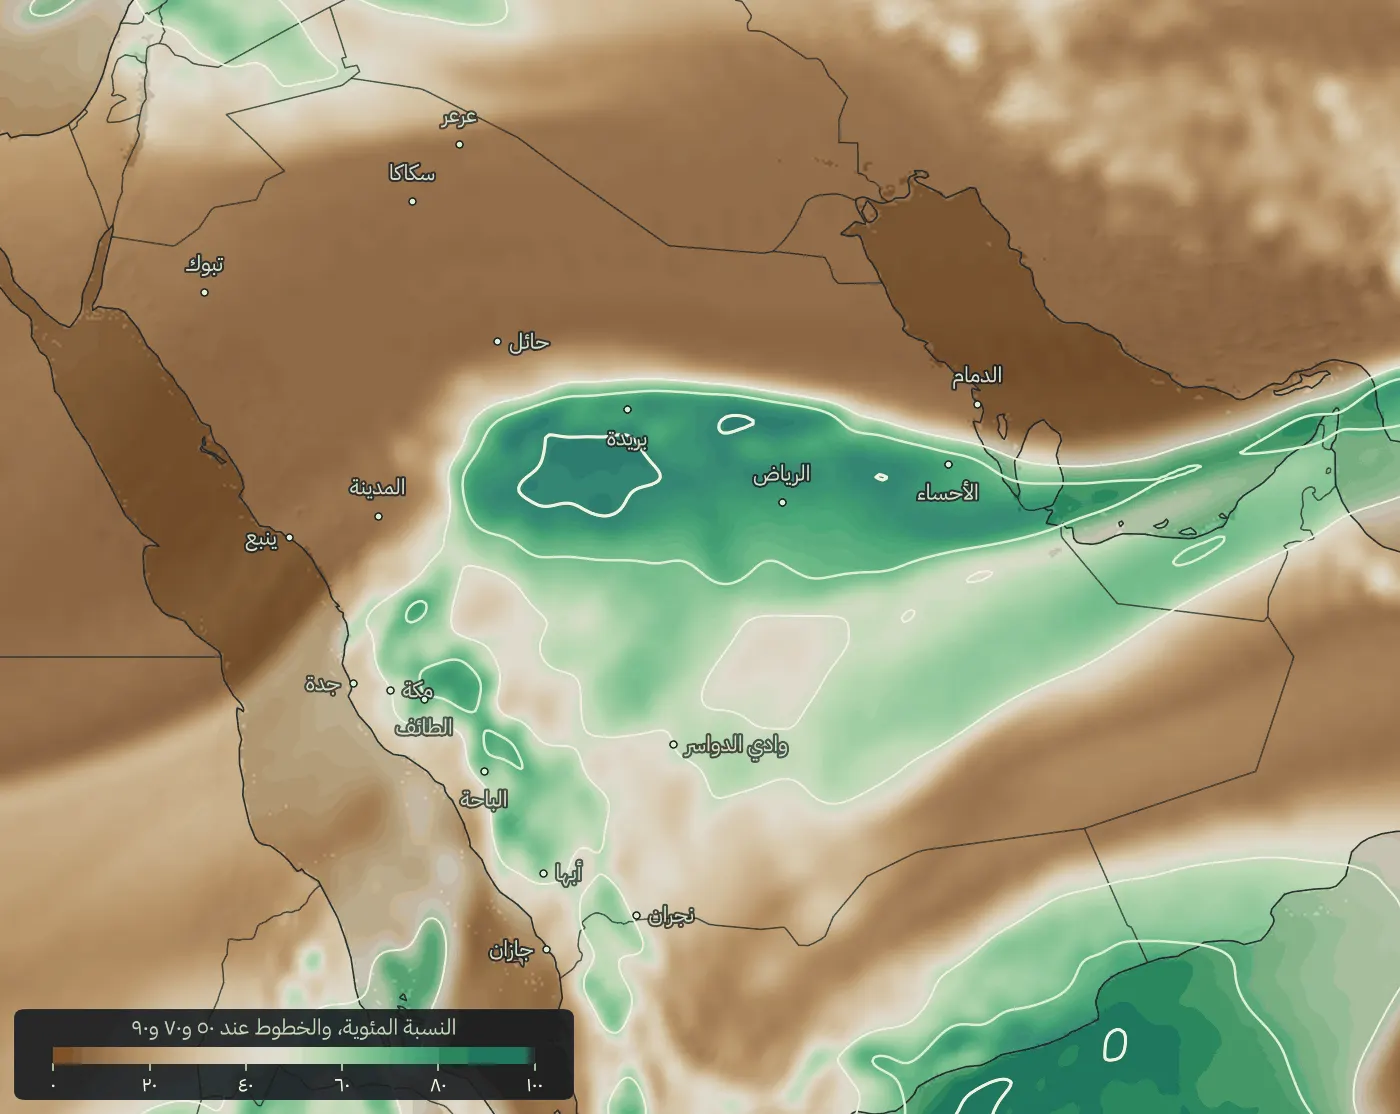 عرعر
سكاكا
تبوك
حائل
الدمام
بريدة
الرياض
الأحساء
المدينة
ينبع
جدة
مكة
الطائف
وادي الدواسر
الباحة
أبها
نجران
جازان
النسبة المئوية، والخطوط عند ٥٠ و٧٠ و٩٠
٠ ٢٠ ٤٠ ٦٠ ٨٠ ١٠٠